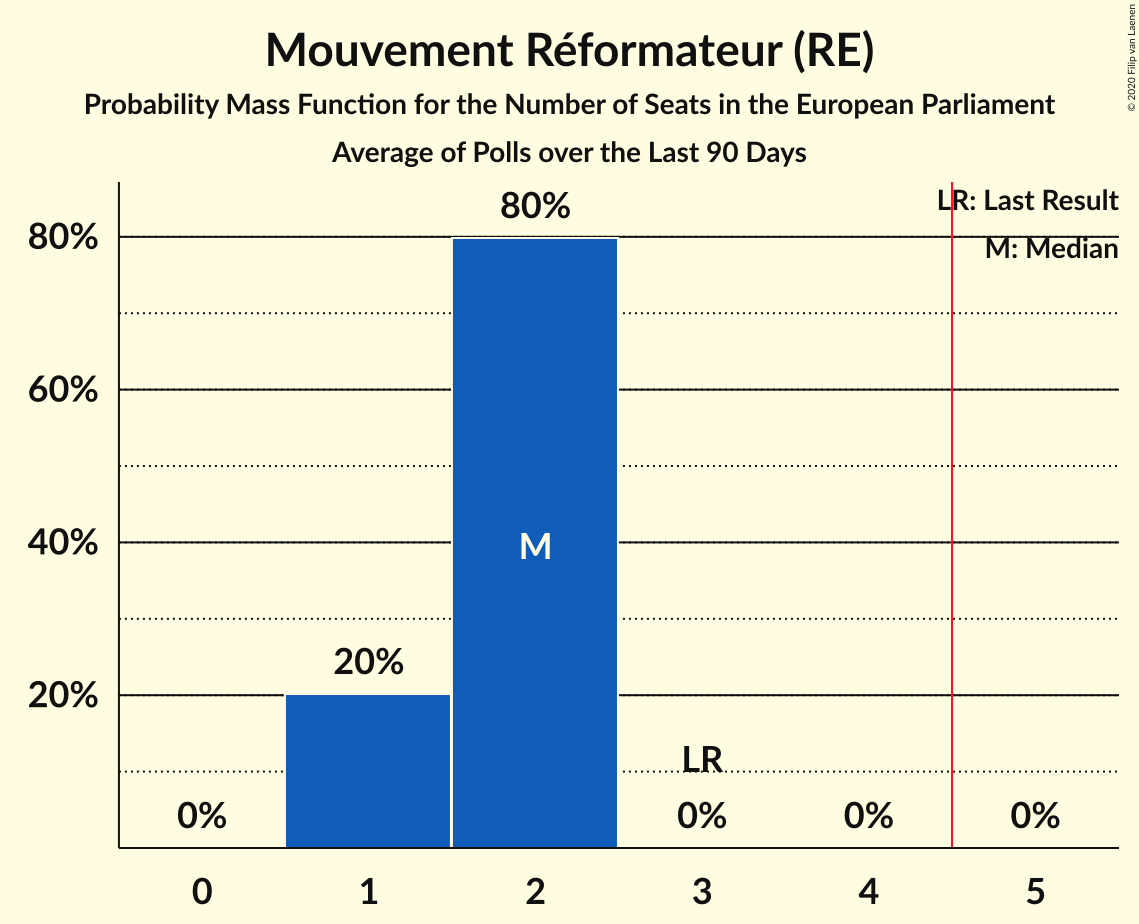 Mouvement Réformateur (RE)
Probability Mass Function for the Number of Seats in the European Parliament
Average of Polls over the Last 90 Days
© 2020 Filip van Laenen
LR: Last Result
M: Median
80%
80%
60%
40%
M
20%
20%
LR
0%
0%
0%
0%
0
1
2
3
4
5